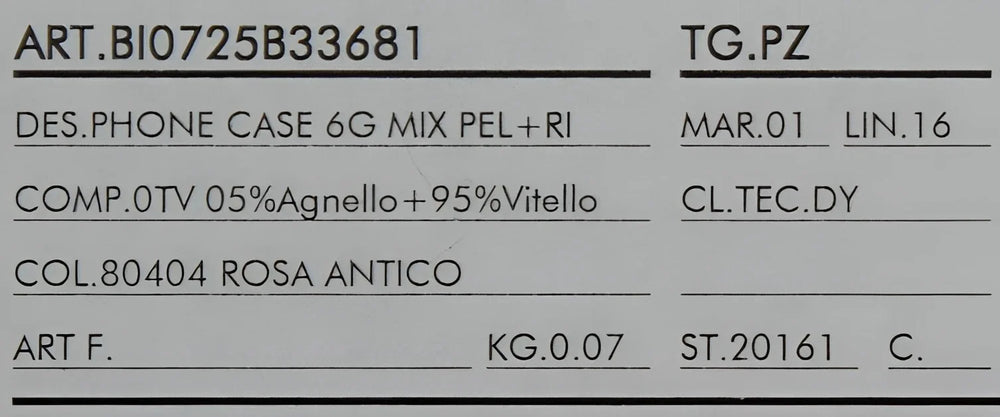 ART.BI0725B33681 TG.PZ
DES.PHONE CASE 6G MIX PEL+RI MAR.01 LIN.16
COMP.0TV 05%Agnello+95%Vitello CL.TEC.DY
COL.80404 ROSA ANTICO
ART F. KG.0.07 ST.20161 C.